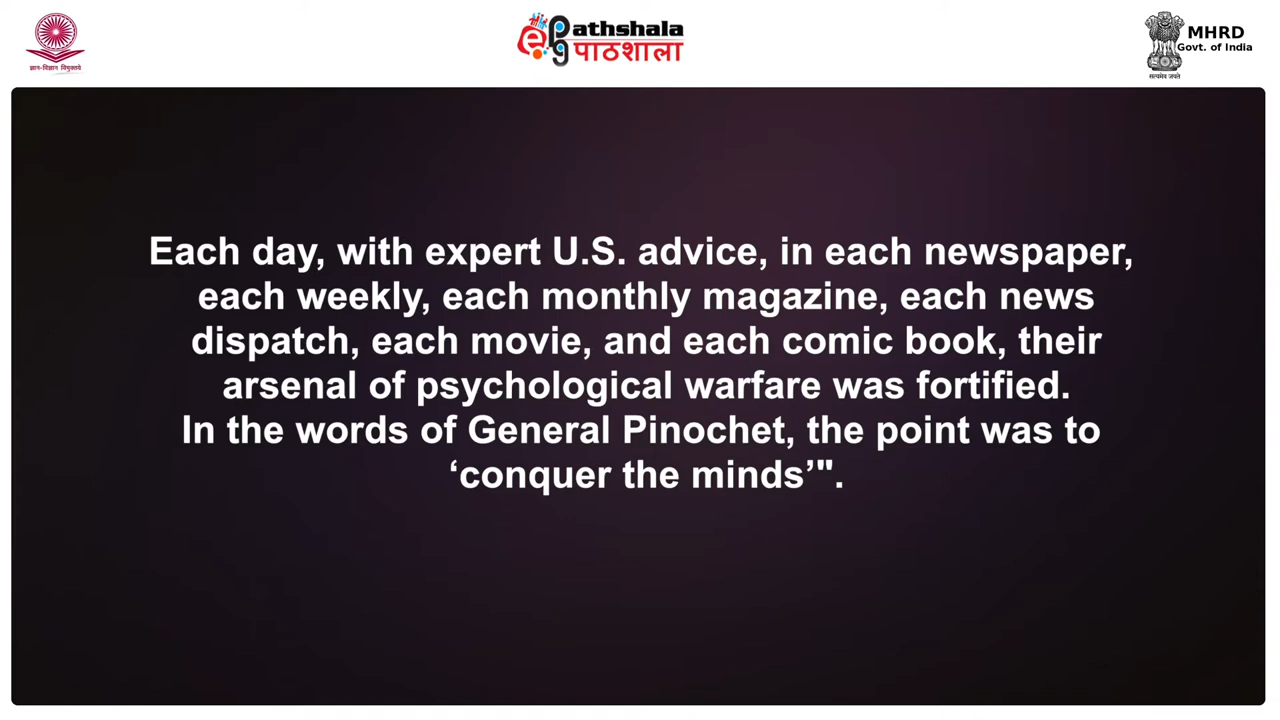 ज्ञान-विज्ञान विमुक्तये
ePG
Pathshala
पाठशाला
सत्यमेव जयते
MHRD
Govt. of India
Each day, with expert U.S. advice, in each newspaper,
each weekly, each monthly magazine, each news
dispatch, each movie, and each comic book, their
arsenal of psychological warfare was fortified.
In the words of General Pinochet, the point was to
‘conquer the minds’".